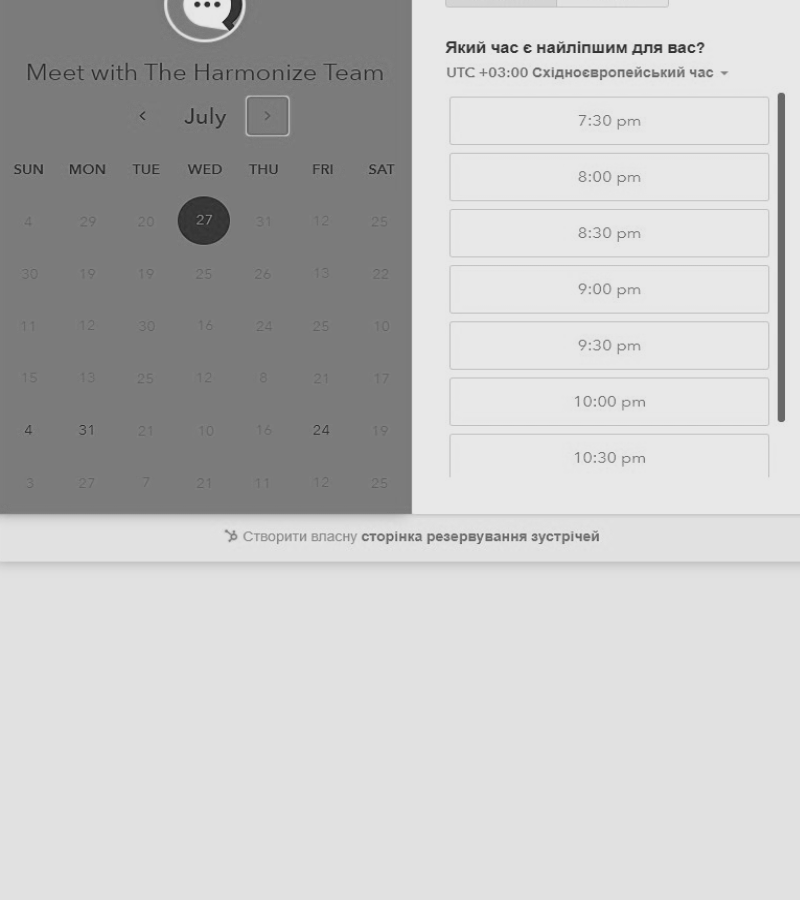 Meet with The Harmonize Team
July
SUN MON TUE WED THU FRI SAT
4 29 20 27 31 12 25
30 19 19 25 26 13 22
11 12 30 16 24 25 10
15 13 25 12 8 21 17
4 31 21 10 16 24 19
3 27 7 21 11 12 25
Який час є найліпшим для вас?
UTC +03:00 Східноєвропейський час
7:30 pm
8:00 pm
8:30 pm
9:00 pm
9:30 pm
10:00 pm
10:30 pm
Створити власну сторінка резервування зустрічей